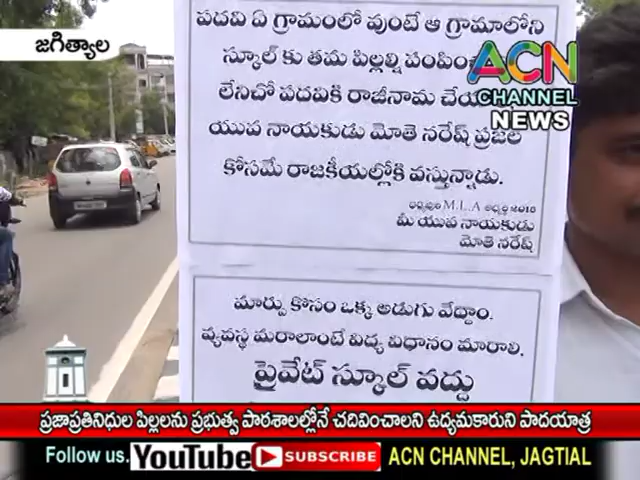 జగిత్యాల
పదవి ఏ గ్రామంలో వుంటే ఆ గ్రామాలోని
స్కూల్ కు తమ పిల్లల్ని పంపిం
లేనిచో పదవికి రాజీనామ చేయ
యువ నాయకుడు మోతె నరేష్ ప్రజల
కోసమే రాజకీయల్లోకి వస్తున్నాడు.
M.L.A
మీ యువ నాయకుడు
మోతె నరేష్
ACN
CHANNEL
NEWS
మార్పు కోసం ఒక్క అడుగు వేద్దాం.
వ్యవస్థ మరాలాంటే విద్య విధానం మారాలి.
ప్రైవేట్ స్కూల్ వద్దు
ప్రజాప్రతినిధుల పిల్లలను ప్రభుత్వ పాఠశాలల్లోనే చదివించాలని ఉద్యమకారుని పాదయాత్ర
Follow us. YouTube SUBSCRIBE ACN CHANNEL, JAGTIAL